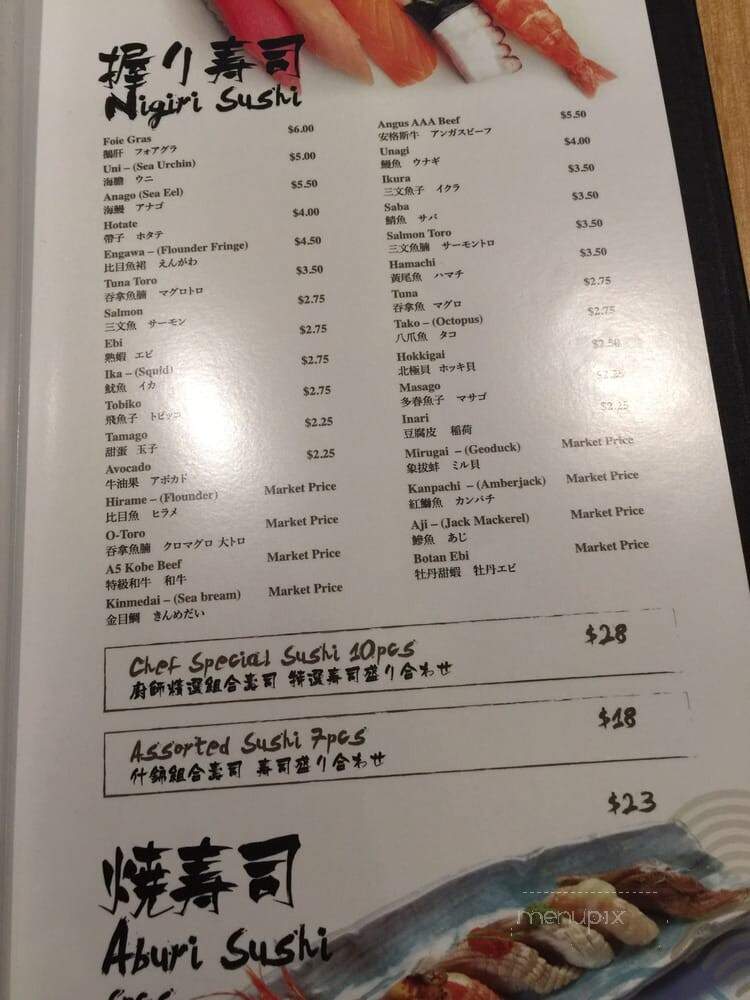 握り寿司
Nigiri Sushi
Foie Gras $6.00
鵝肝 フォアグラ
Uni – (Sea Urchin) $5.00
海膽 ウニ
Anago (Sea Eel) $5.50
海鰻 アナゴ
Hotate $4.00
帶子 ホタテ
Engawa – (Flounder Fringe) $4.50
比目魚裙 えんがわ
Tuna Toro $3.50
吞拿魚腩 マグロトロ
Salmon $2.75
三文魚 サーモン
Ebi $2.75
熟蝦 エビ
Ika – (Squid) $2.75
魷魚 イカ
Tobiko $2.75
飛魚子 トビッコ
Tamago $2.25
甜蛋 玉子
Avocado $2.25
牛油果 アボカド
Hirame – (Flounder) Market Price
比目魚 ヒラメ
O-Toro Market Price
吞拿魚腩 クロマグロ 大トロ
A5 Kobe Beef Market Price
特級和牛 和牛
Kinmedai – (Sea bream) Market Price
金目鯛 きんめだい
Angus AAA Beef $5.50
安格斯牛 アンガスビーフ
Unagi $4.00
鰻魚 ウナギ
Ikura $3.50
三文魚子 イクラ
Saba $3.50
鯖魚 サバ
Salmon Toro $3.50
三文魚腩 サーモントロ
Hamachi $3.50
黃尾魚 ハマチ
Tuna $2.75
吞拿魚 マグロ
Tako – (Octopus) $2.75
八爪魚 タコ
Hokkigai $2.50
北極貝 ホッキ貝
Masago $2.25
多春魚子 マサゴ
Inari $2.25
豆腐皮 稲荷
Mirugai – (Geoduck) Market Price
象拔蚌 ミル貝
Kanpachi – (Amberjack) Market Price
紅鰤魚 カンパチ
Aji – (Jack Mackerel) Market Price
鰺魚 あじ
Botan Ebi Market Price
牡丹甜蝦 牡丹エビ
Chef Special Sushi 10pcs $28
廚師精選組合壽司 特選寿司盛り合わせ
Assorted Sushi 7pcs $18
什錦組合壽司 寿司盛り合わせ
$23
焼寿司
Aburi Sushi
menupix